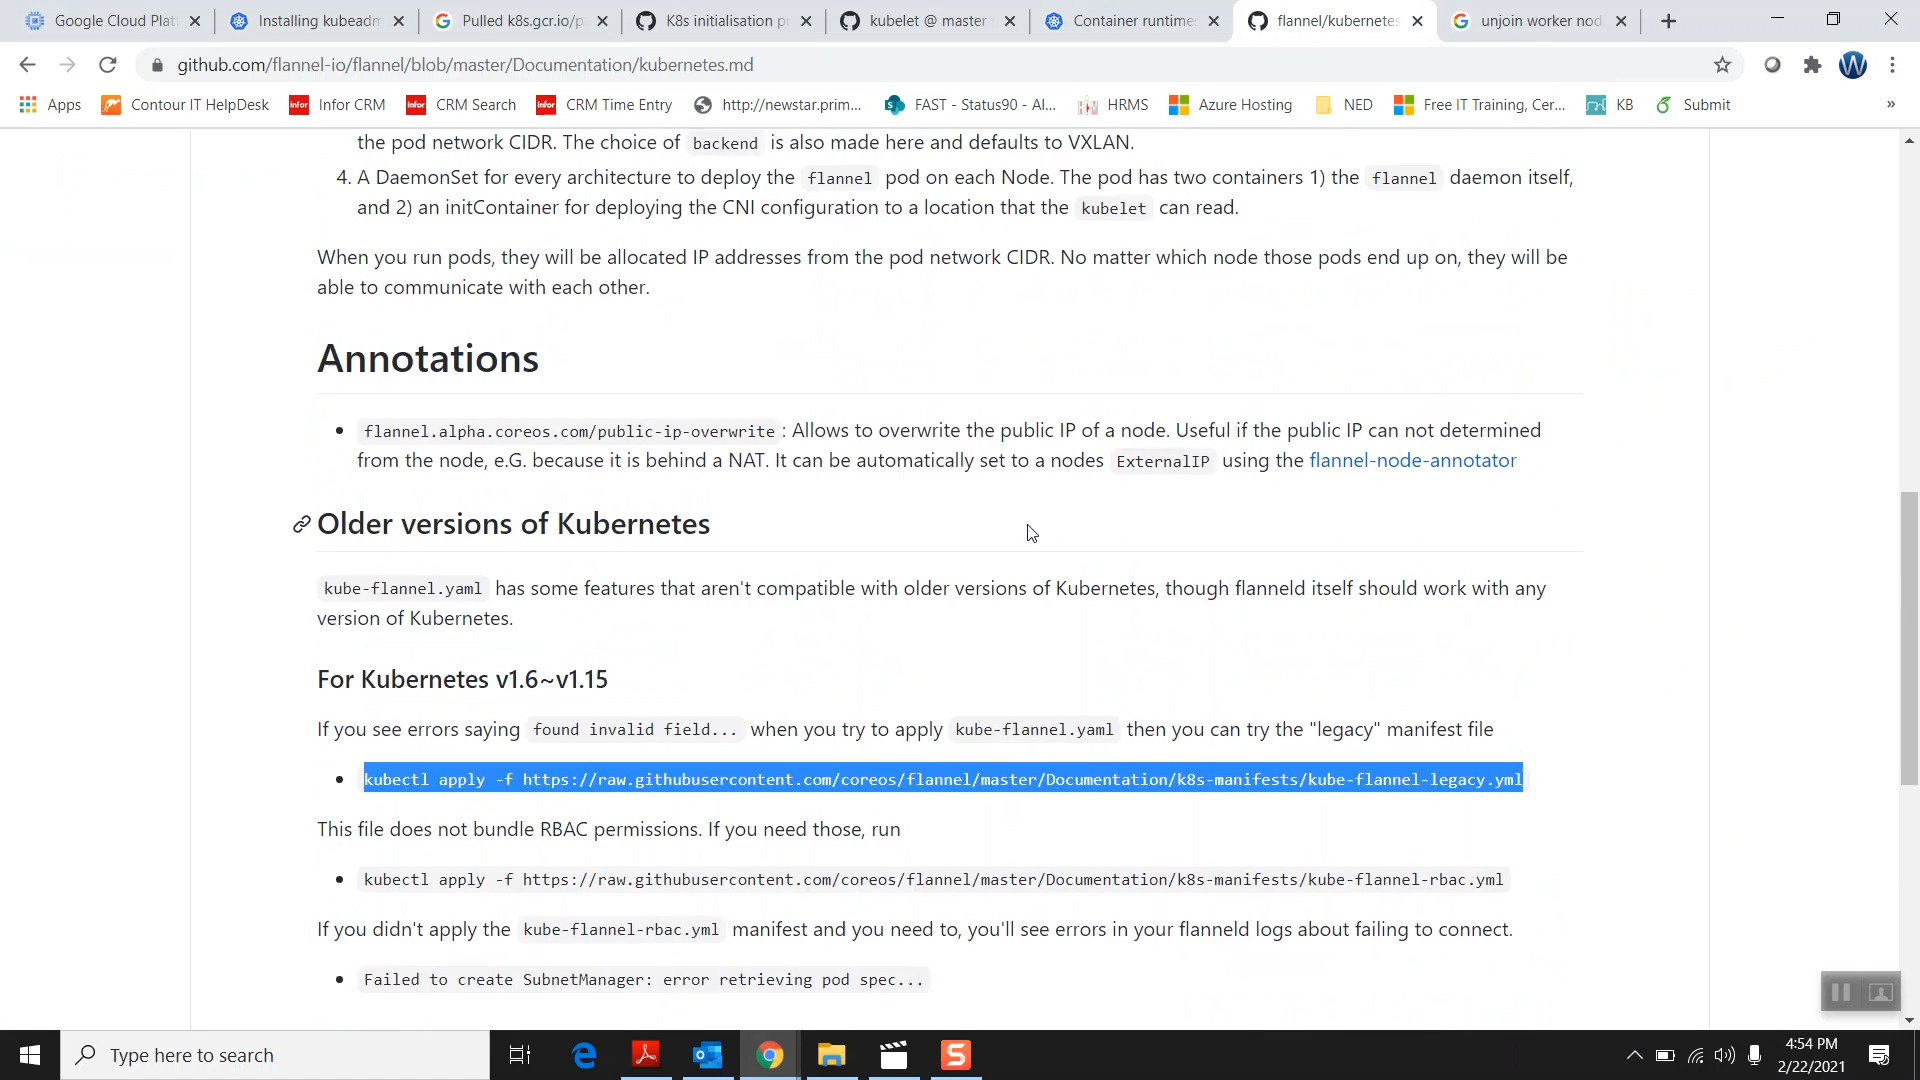 Google Cloud Plat
Installing kubeadm
Pulled k8s.gcr.io/p
K8s initialisation p
kubelet @ master
Container runtime
flannel/kubernetes
unjoin worker nod
github.com/flannel-io/flannel/blob/master/Documentation/kubernetes.md
W
Apps
Contour IT HelpDesk
infor Infor CRM
infor CRM Search
infor CRM Time Entry
http://newstar.prim...
FAST - Status90 - Al...
HRMS
Azure Hosting
NED
Free IT Training, Cer...
KB
Submit
»
the pod network CIDR. The choice of backend is also made here and defaults to VXLAN.
4. A DaemonSet for every architecture to deploy the flannel pod on each Node. The pod has two containers 1) the flannel daemon itself,
and 2) an initContainer for deploying the CNI configuration to a location that the kubelet can read.
When you run pods, they will be allocated IP addresses from the pod network CIDR. No matter which node those pods end up on, they will be
able to communicate with each other.
Annotations
• flannel.alpha.coreos.com/public-ip-overwrite : Allows to overwrite the public IP of a node. Useful if the public IP can not determined
from the node, e.G. because it is behind a NAT. It can be automatically set to a nodes ExternalIP using the flannel-node-annotator
Older versions of Kubernetes
kube-flannel.yaml has some features that aren't compatible with older versions of Kubernetes, though flanneld itself should work with any
version of Kubernetes.
For Kubernetes v1.6~v1.15
If you see errors saying found invalid field... when you try to apply kube-flannel.yaml then you can try the "legacy" manifest file
• kubectl apply -f https://raw.githubusercontent.com/coreos/flannel/master/Documentation/k8s-manifests/kube-flannel-legacy.yml
This file does not bundle RBAC permissions. If you need those, run
• kubectl apply -f https://raw.githubusercontent.com/coreos/flannel/master/Documentation/k8s-manifests/kube-flannel-rbac.yml
If you didn't apply the kube-flannel-rbac.yml manifest and you need to, you'll see errors in your flanneld logs about failing to connect.
• Failed to create SubnetManager: error retrieving pod spec...
Type here to search
4:54 PM
2/22/2021